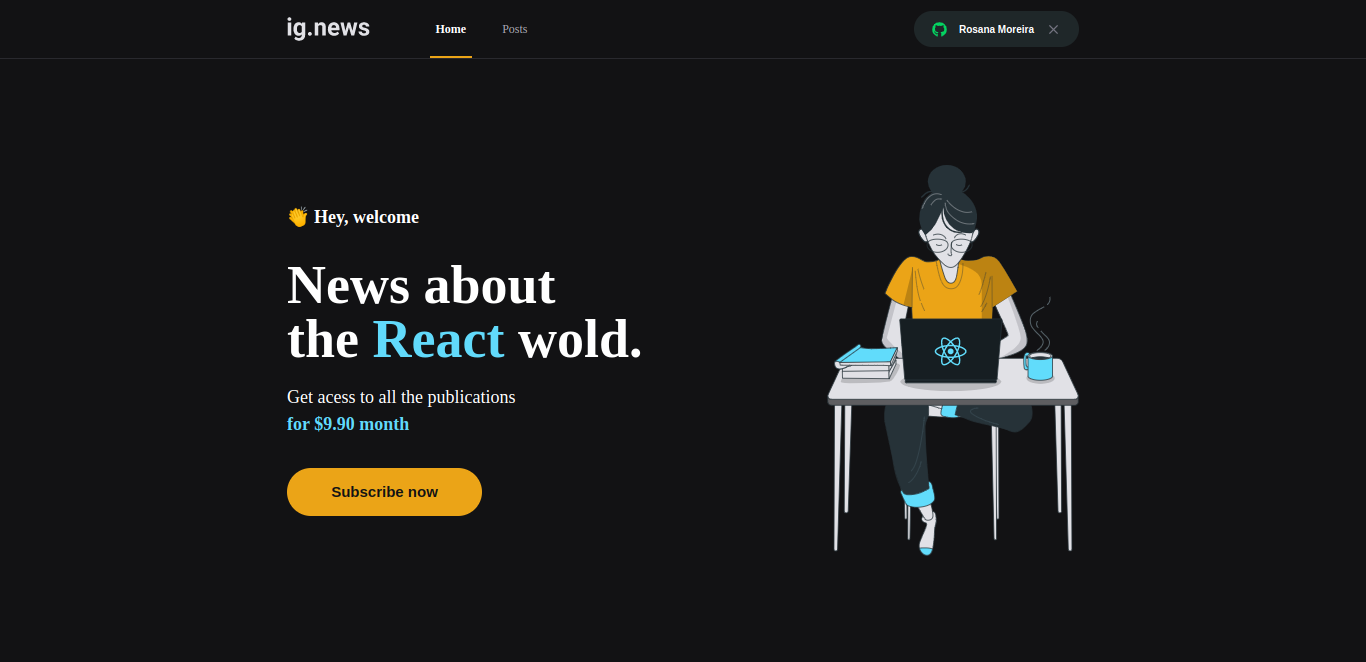 ig.news
Home
Posts
Rosana Moreira
👏 Hey, welcome
News about
the React wold.
Get acess to all the publications
for $9.90 month
Subscribe now